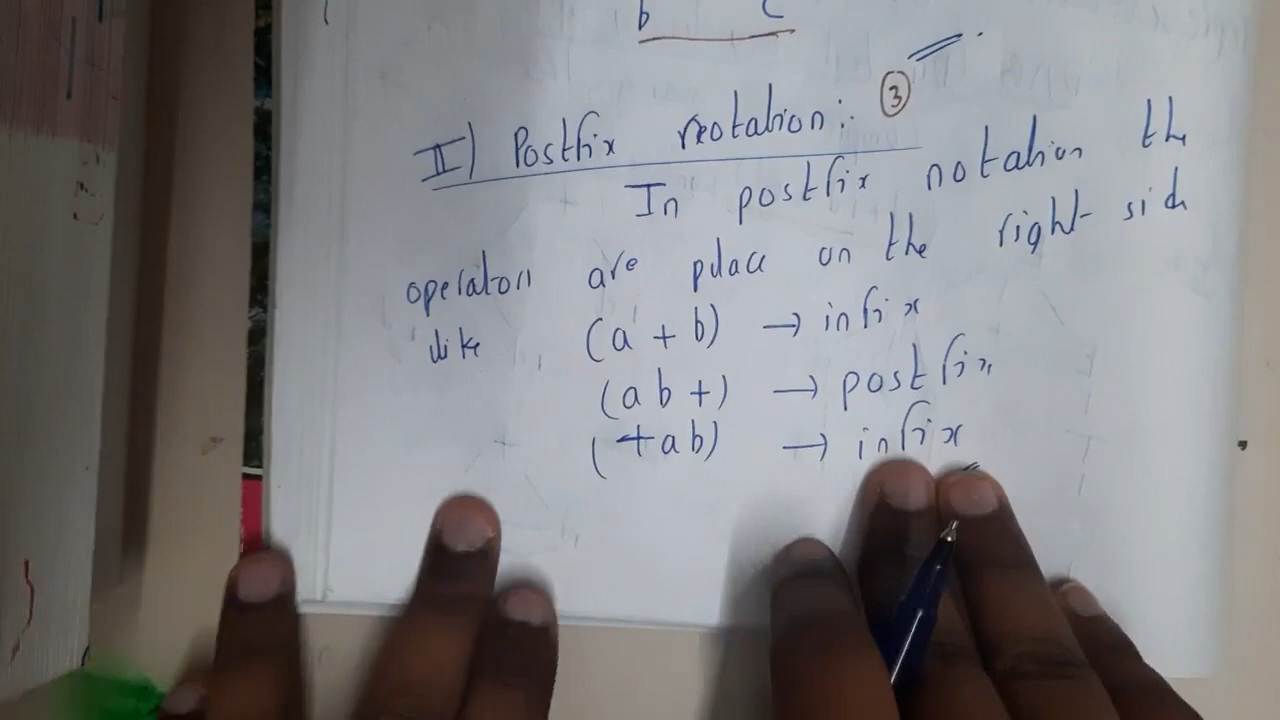 b c
II) Postfix notation: 3
In postfix notation the
operators are place on the right side
like (a + b) → infix
(ab+) → postfix
(+ab) → infix